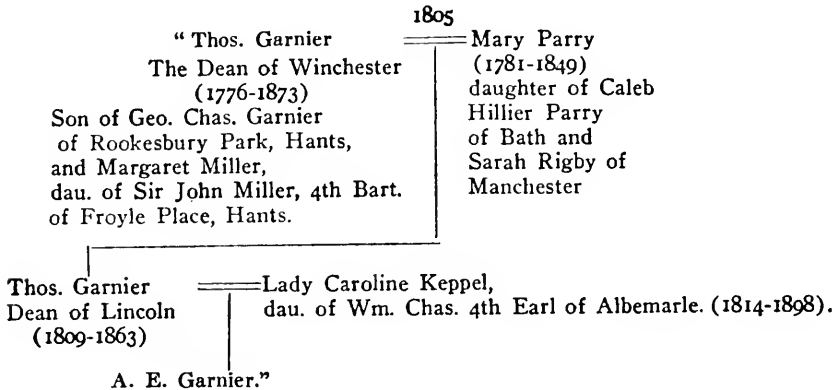 1805
“ Thos. Garnier
The Dean of Winchester
(1776-1873)
Son of Geo. Chas. Garnier
of Rookesbury Park, Hants,
and Margaret Miller,
dau. of Sir John Miller, 4th Bart.
of Froyle Place, Hants.
Mary Parry
(1781-1849)
daughter of Caleb
Hillier Parry
of Bath and
Sarah Rigby of
Manchester
Thos. Garnier
Dean of Lincoln
(1809-1863)
Lady Caroline Keppel,
dau. of Wm. Chas. 4th Earl of Albemarle. (1814-1898).
A. E. Garnier.”